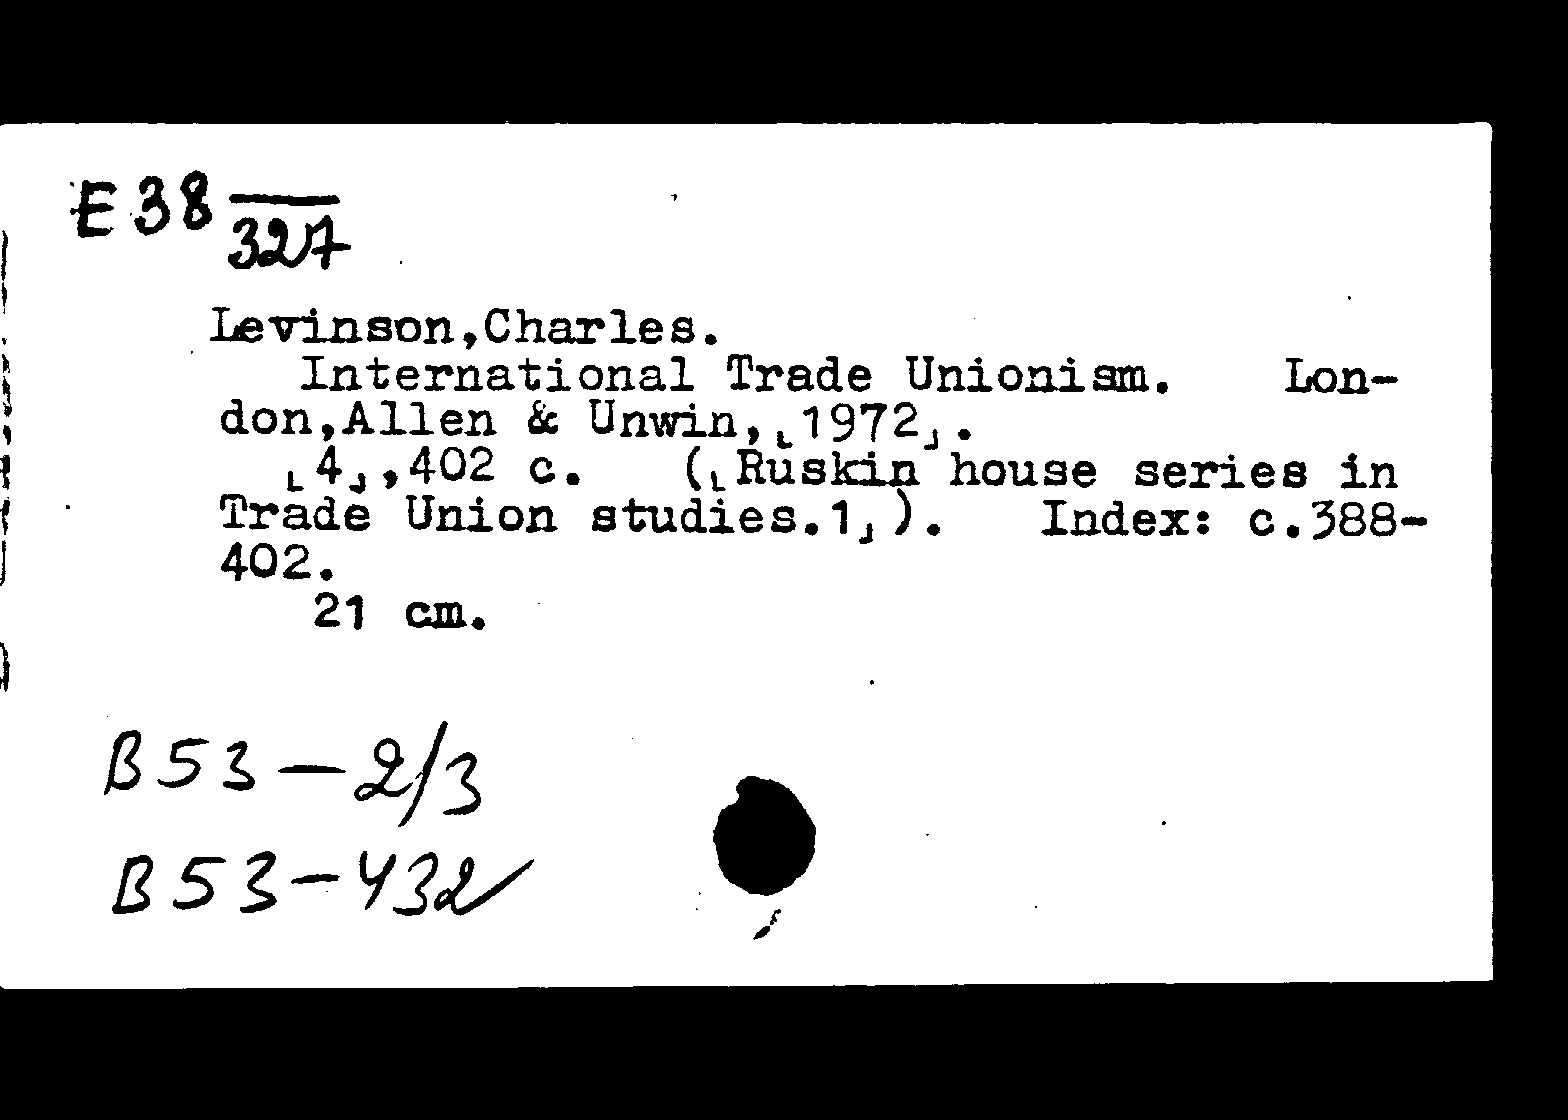 E38
327
Levinson,Charles.
International Trade Unionism. Lon-
don,Allen & Unwin,⌞1972⌟.
⌞4⌟,402 c. (⌞Ruskin house series in
Trade Union studies.1⌟). Index: c.388-
402.
21 cm.
B53-2/3
B53-432